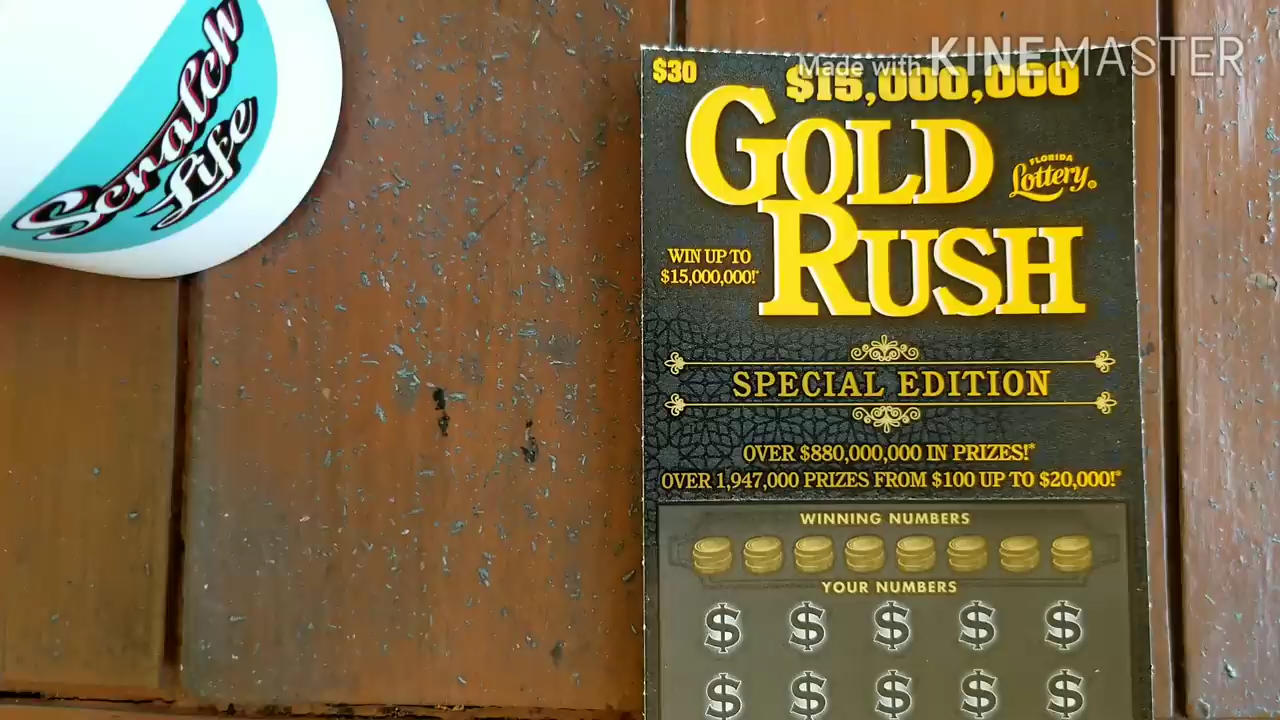 Scratch
Life
Made with KINEMASTER
$30
$15,000,000
GOLD
RUSH
FLORIDA
Lottery
WIN UP TO
$15,000,000!*
SPECIAL EDITION
OVER $880,000,000 IN PRIZES!*
OVER 1,947,000 PRIZES FROM $100 UP TO $20,000!*
WINNING NUMBERS
YOUR NUMBERS
$ $ $ $ $
$ $ $ $ $